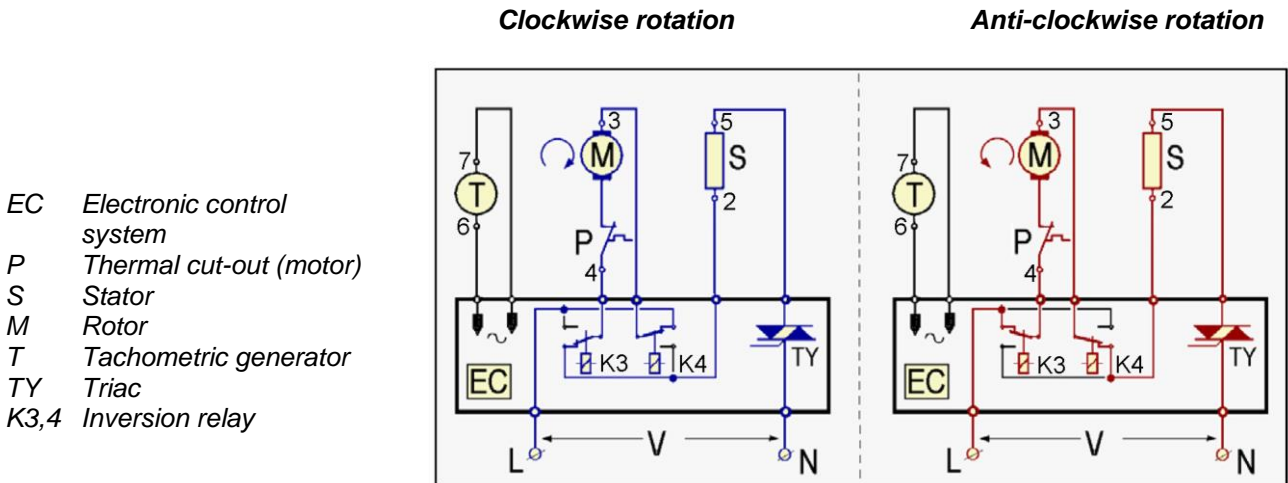 Clockwise rotation
Anti-clockwise rotation
EC Electronic control
system
P Thermal cut-out (motor)
S Stator
M Rotor
T Tachometric generator
TY Triac
K3,4 Inversion relay
3
5
7
M
S
T
2
6
P
4
K3
K4
TY
EC
V
L
N
3
5
7
M
S
T
2
6
P
4
K3
K4
TY
EC
V
L
N